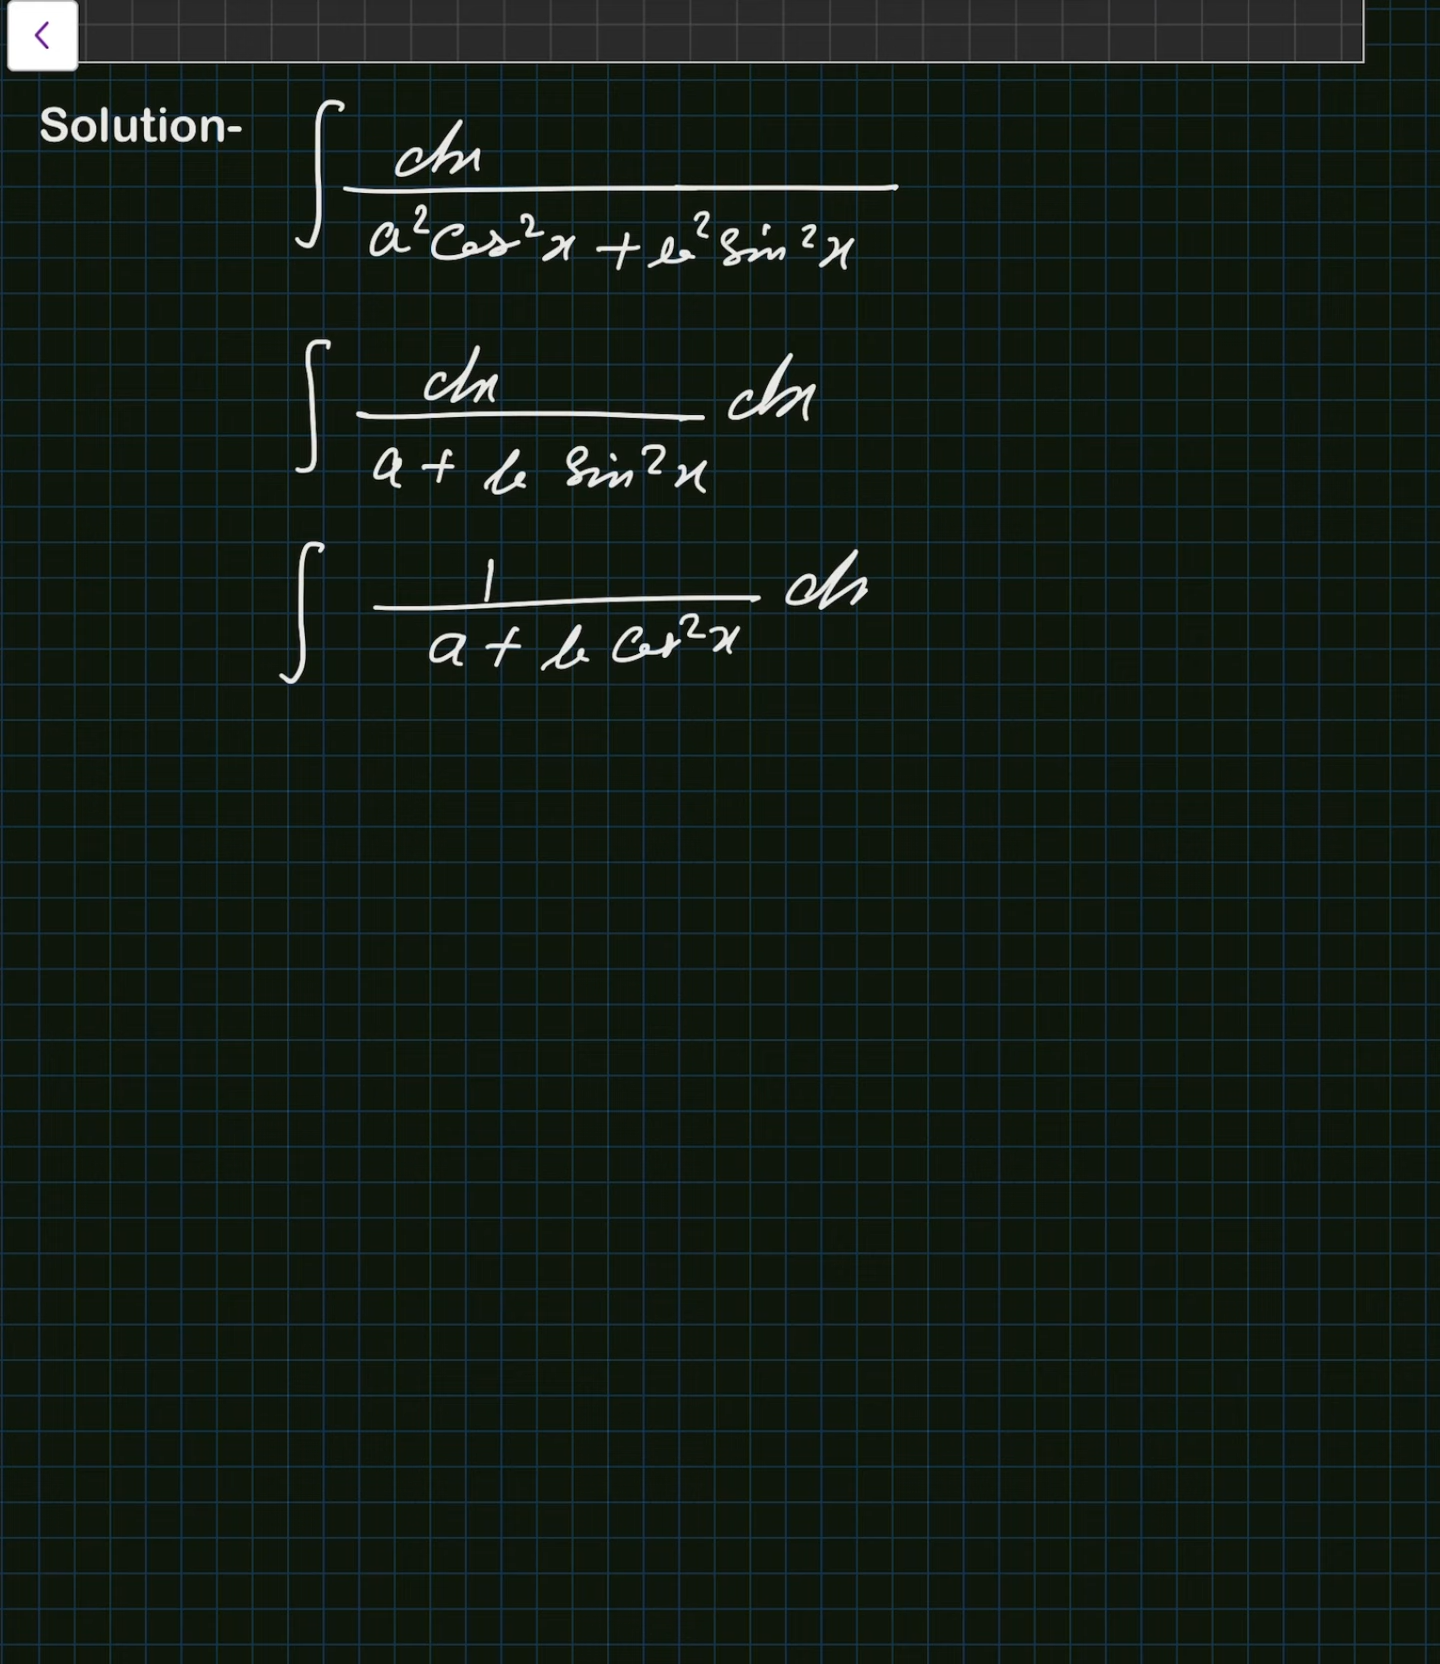 Solution- ∫ dx / (a²cos²x + b²sin²x)
∫ dx / (a + b sin²x) dx
∫ 1 / (a + b cos²x) dx